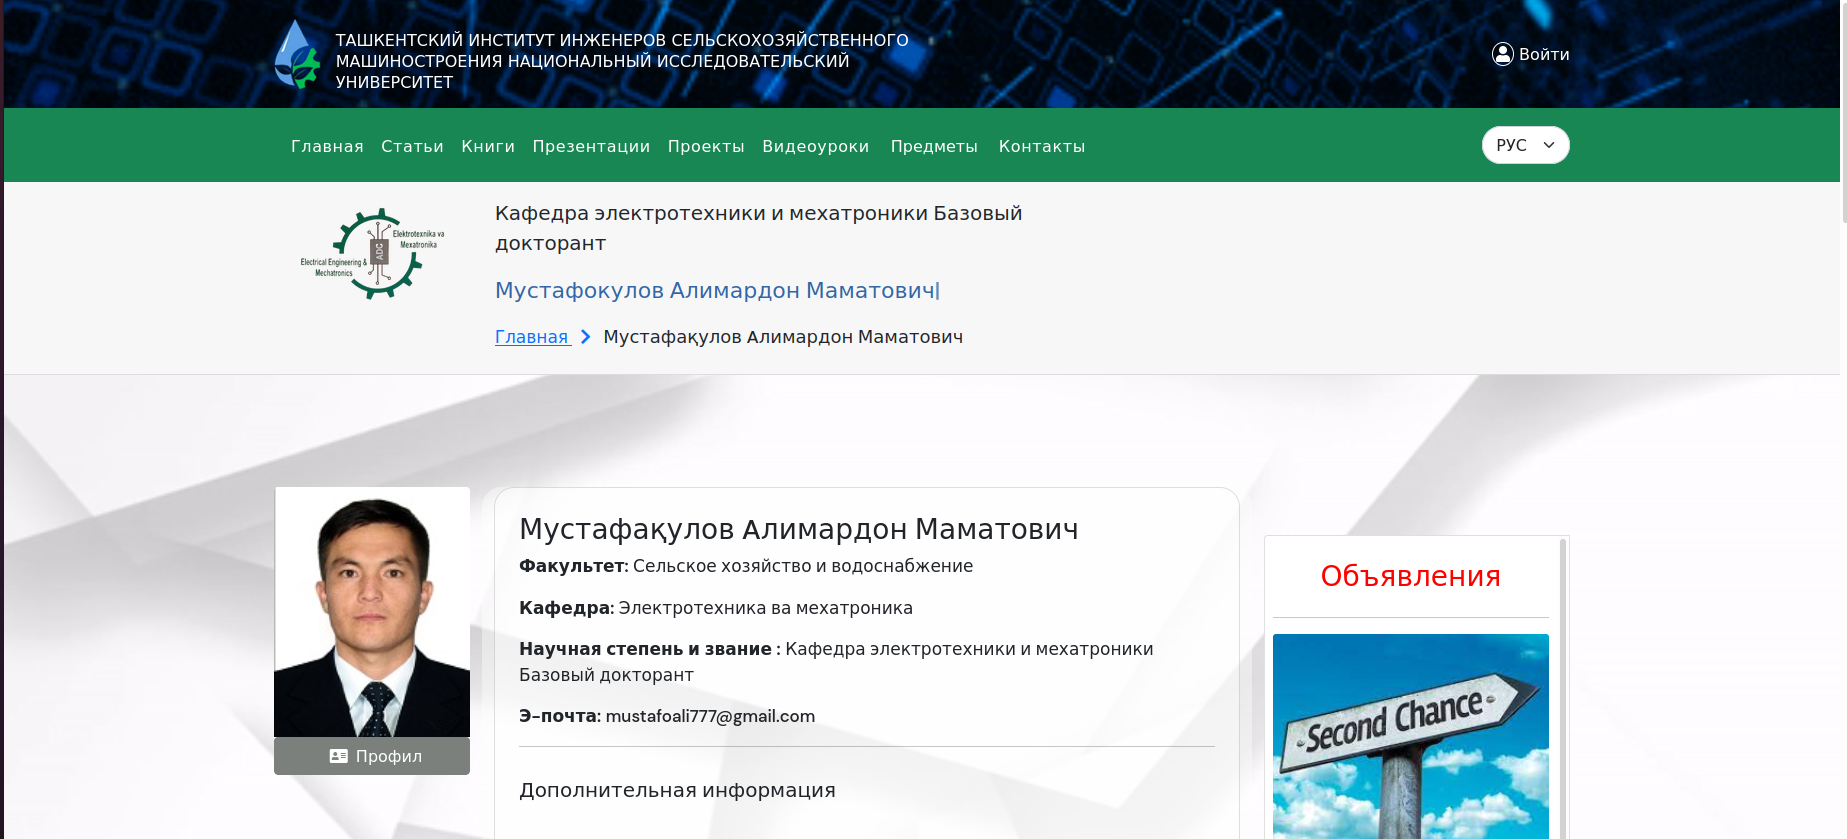 ТАШКЕНТСКИЙ ИНСТИТУТ ИНЖЕНЕРОВ СЕЛЬСКОХОЗЯЙСТВЕННОГО
МАШИНОСТРОЕНИЯ НАЦИОНАЛЬНЫЙ ИССЛЕДОВАТЕЛЬСКИЙ
УНИВЕРСИТЕТ
Войти
Главная Статьи Книги Презентации Проекты Видеоуроки Предметы Контакты
РУС
Elektrotexnika va
Mexatronika
ADC
Electrical Engineering &
Mechatronics
Кафедра электротехники и мехатроники Базовый
докторант
Мустафокулов Алимардон Маматович|
Главная Мустафақулов Алимардон Маматович
Профил
Мустафақулов Алимардон Маматович
Факультет: Сельское хозяйство и водоснабжение
Кафедра: Электротехника ва мехатроника
Научная степень и звание : Кафедра электротехники и мехатроники
Базовый докторант
Э-почта: mustafoali777@gmail.com
Дополнительная информация
Объявления
Second Chance